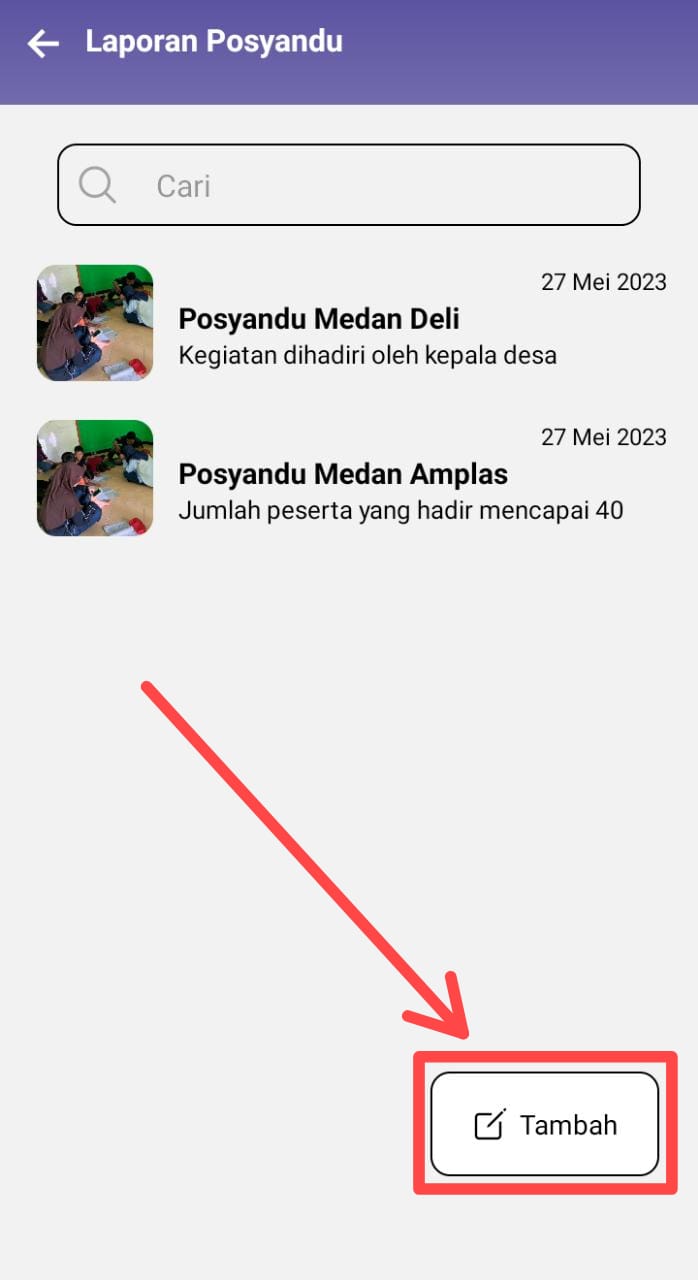 Laporan Posyandu
Cari
27 Mei 2023
Posyandu Medan Deli
Kegiatan dihadiri oleh kepala desa
27 Mei 2023
Posyandu Medan Amplas
Jumlah peserta yang hadir mencapai 40
Tambah